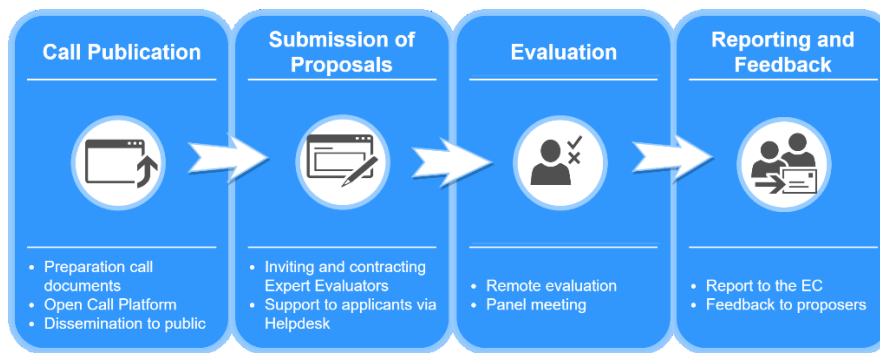 Call Publication
• Preparation call
documents
• Open Call Platform
• Dissemination to public
Submission of
Proposals
• Inviting and contracting
Expert Evaluators
• Support to applicants via
Helpdesk
Evaluation
• Remote evaluation
• Panel meeting
Reporting and
Feedback
• Report to the EC
• Feedback to proposers